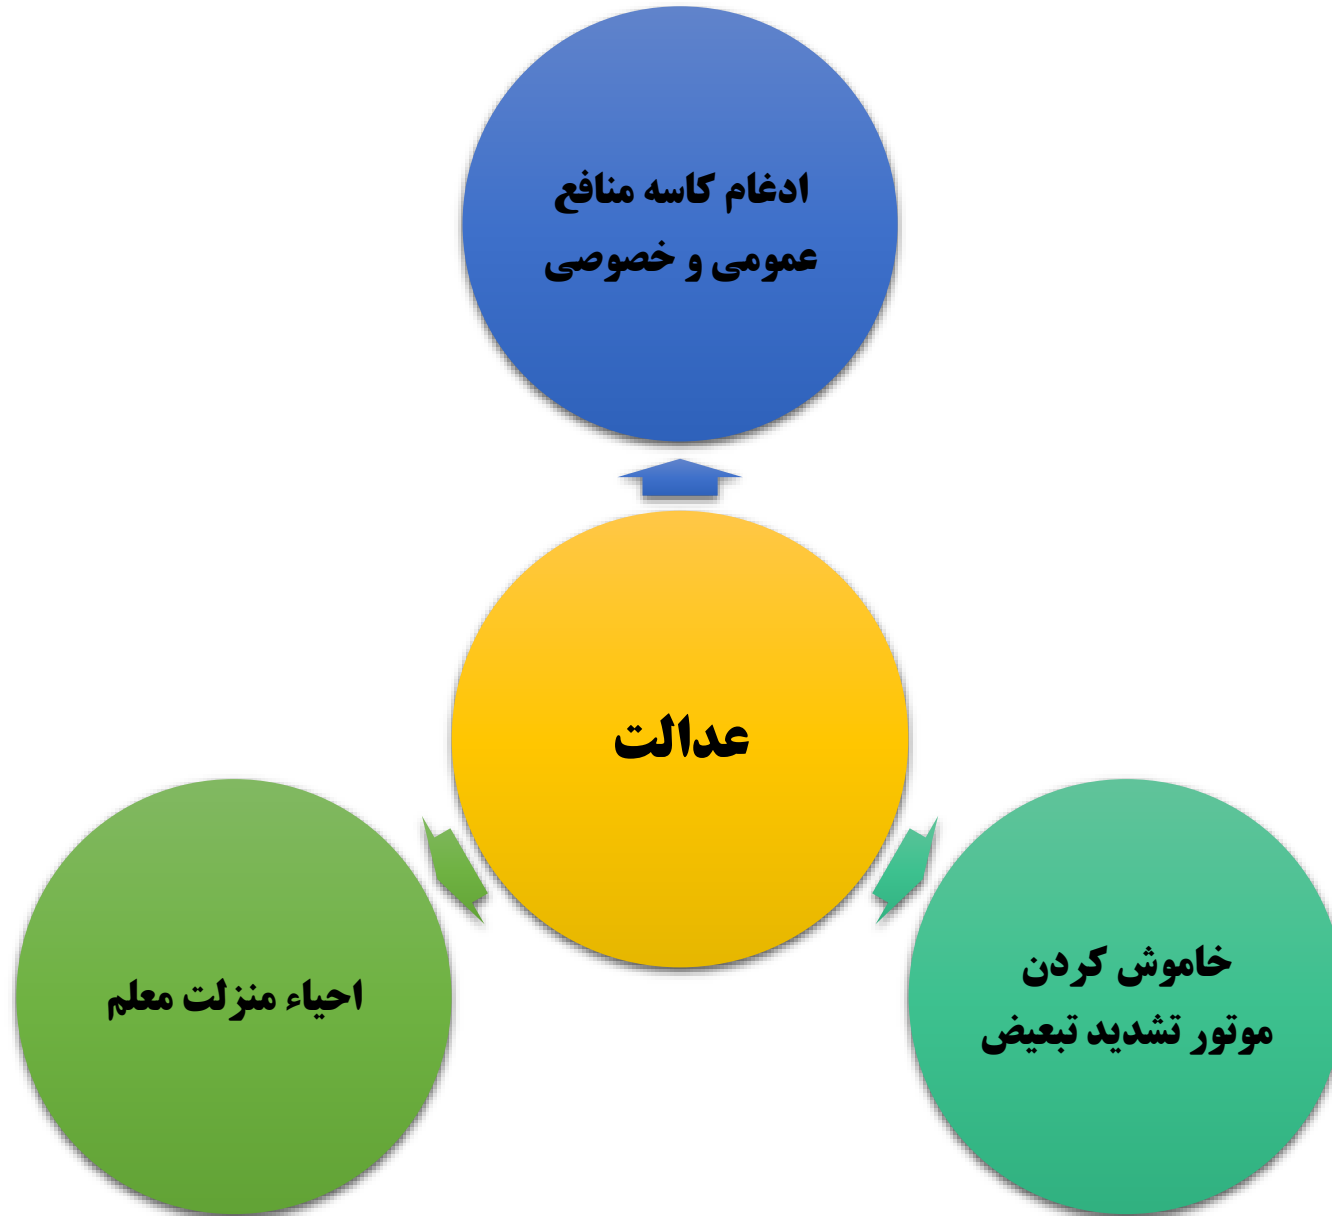 ادغام کاسه منافع
عمومی و خصوصی
عدالت
خاموش کردن
موتور تشدید تبعیض
احیاء منزلت معلم